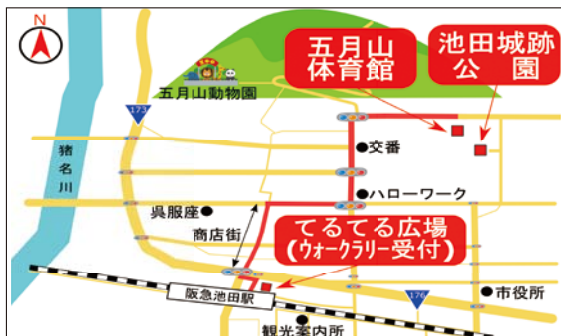 N
五月山
体育館
池田城跡
公園
五月山動物園
173
交番
猪名川
ハローワーク
呉服座
商店街
てるてる広場
(ウォークラリー受付)
阪急池田駅
176
市役所
観光案内所